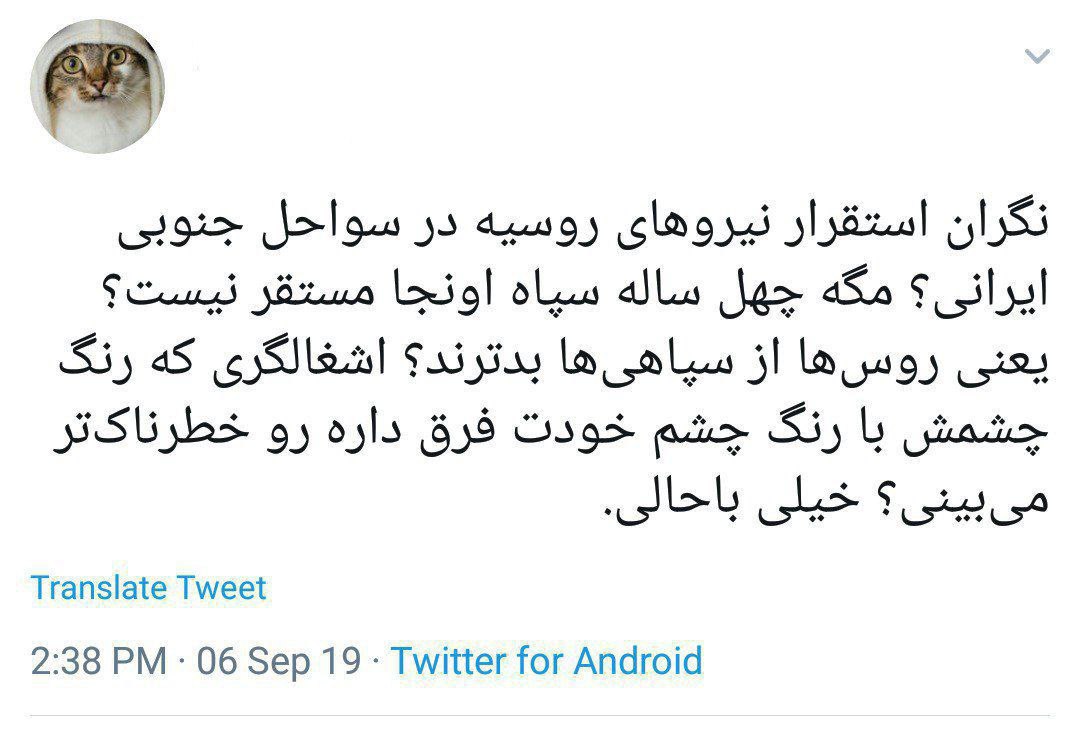 نگران استقرار نیروهای روسیه در سواحل جنوبی
ایرانی؟ مگه چهل ساله سپاه اونجا مستقر نیست؟
یعنی روس‌ها از سپاهی‌ها بدترند؟ اشغالگری که رنگ
چشمش با رنگ چشم خودت فرق داره رو خطرناک‌تر
می‌بینی؟ خیلی باحالی.
Translate Tweet
2:38 PM · 06 Sep 19 · Twitter for Android